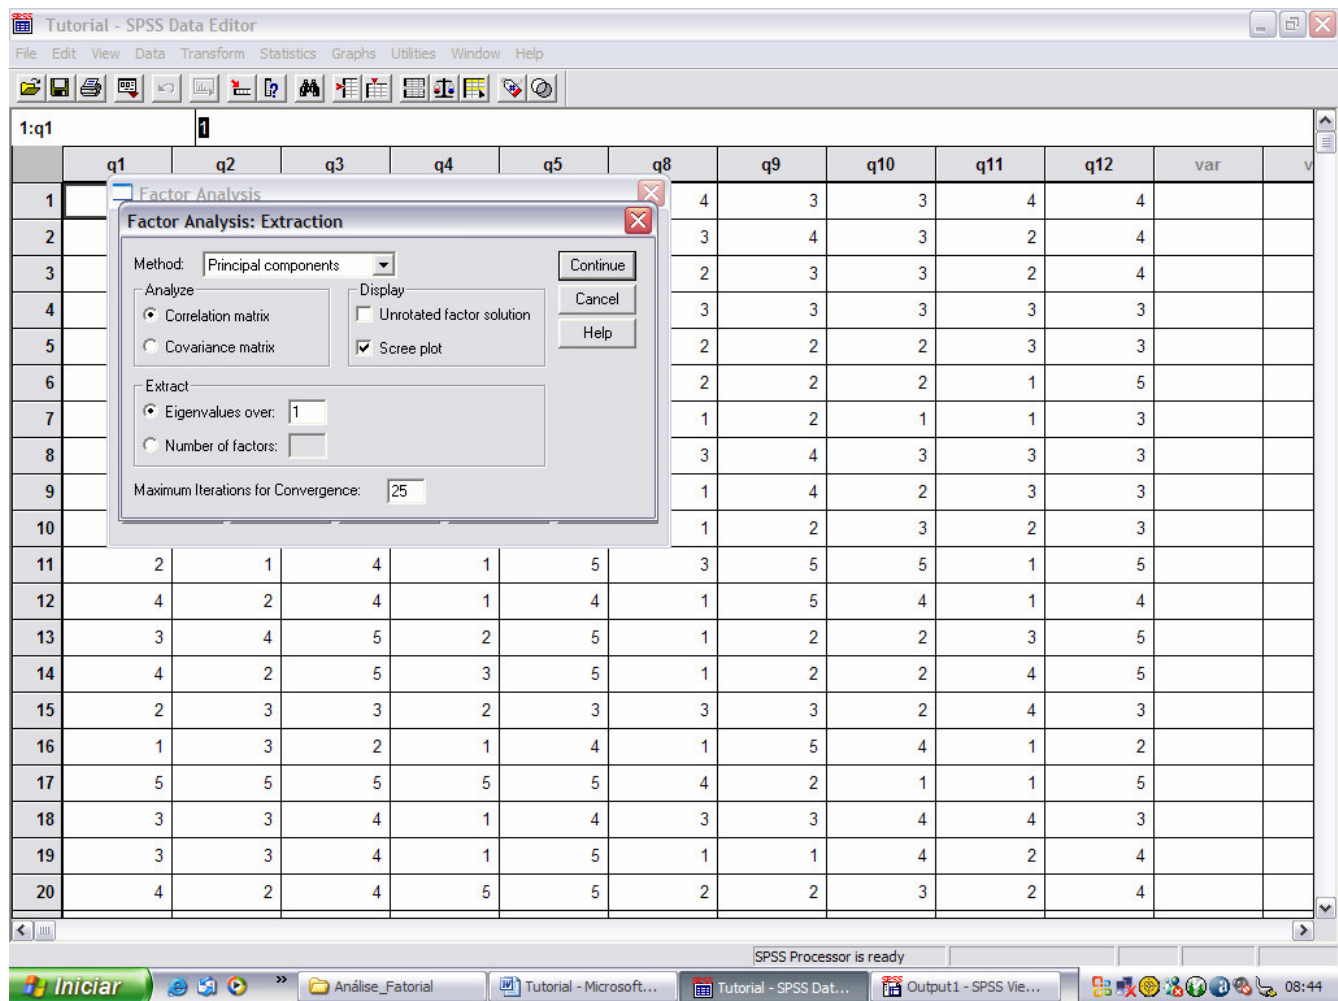 Tutorial - SPSS Data Editor
File Edit View Data Transform Statistics Graphs Utilities Window Help
1:q1 1
q1 q2 q3 q4 q5 q8 q9 q10 q11 q12 var v
Factor Analysis
Factor Analysis: Extraction
Method: Principal components
Continue
Cancel
Help
Analyze
Correlation matrix
Covariance matrix
Display
Unrotated factor solution
Scree plot
Extract
Eigenvalues over: 1
Number of factors:
Maximum Iterations for Convergence: 25
1 4 3 3 4 4
2 3 4 3 2 4
3 2 3 3 2 4
4 3 3 3 3 3
5 2 2 2 3 3
6 2 2 2 1 5
7 1 2 1 1 3
8 3 4 3 3 3
9 1 4 2 3 3
10 1 2 3 2 3
11 2 1 4 1 5 3 5 5 1 5
12 4 2 4 1 4 1 5 4 1 4
13 3 4 5 2 5 1 2 2 3 5
14 4 2 5 3 5 1 2 2 4 5
15 2 3 3 2 3 3 3 2 4 3
16 1 3 2 1 4 1 5 4 1 2
17 5 5 5 5 5 4 2 1 1 5
18 3 3 4 1 4 3 3 4 4 3
19 3 3 4 1 5 1 1 4 2 4
20 4 2 4 5 5 2 2 3 2 4
SPSS Processor is ready
Iniciar » Análise_Fatorial Tutorial - Microsoft... Tutorial - SPSS Dat... Output1 - SPSS Vie... 08:44